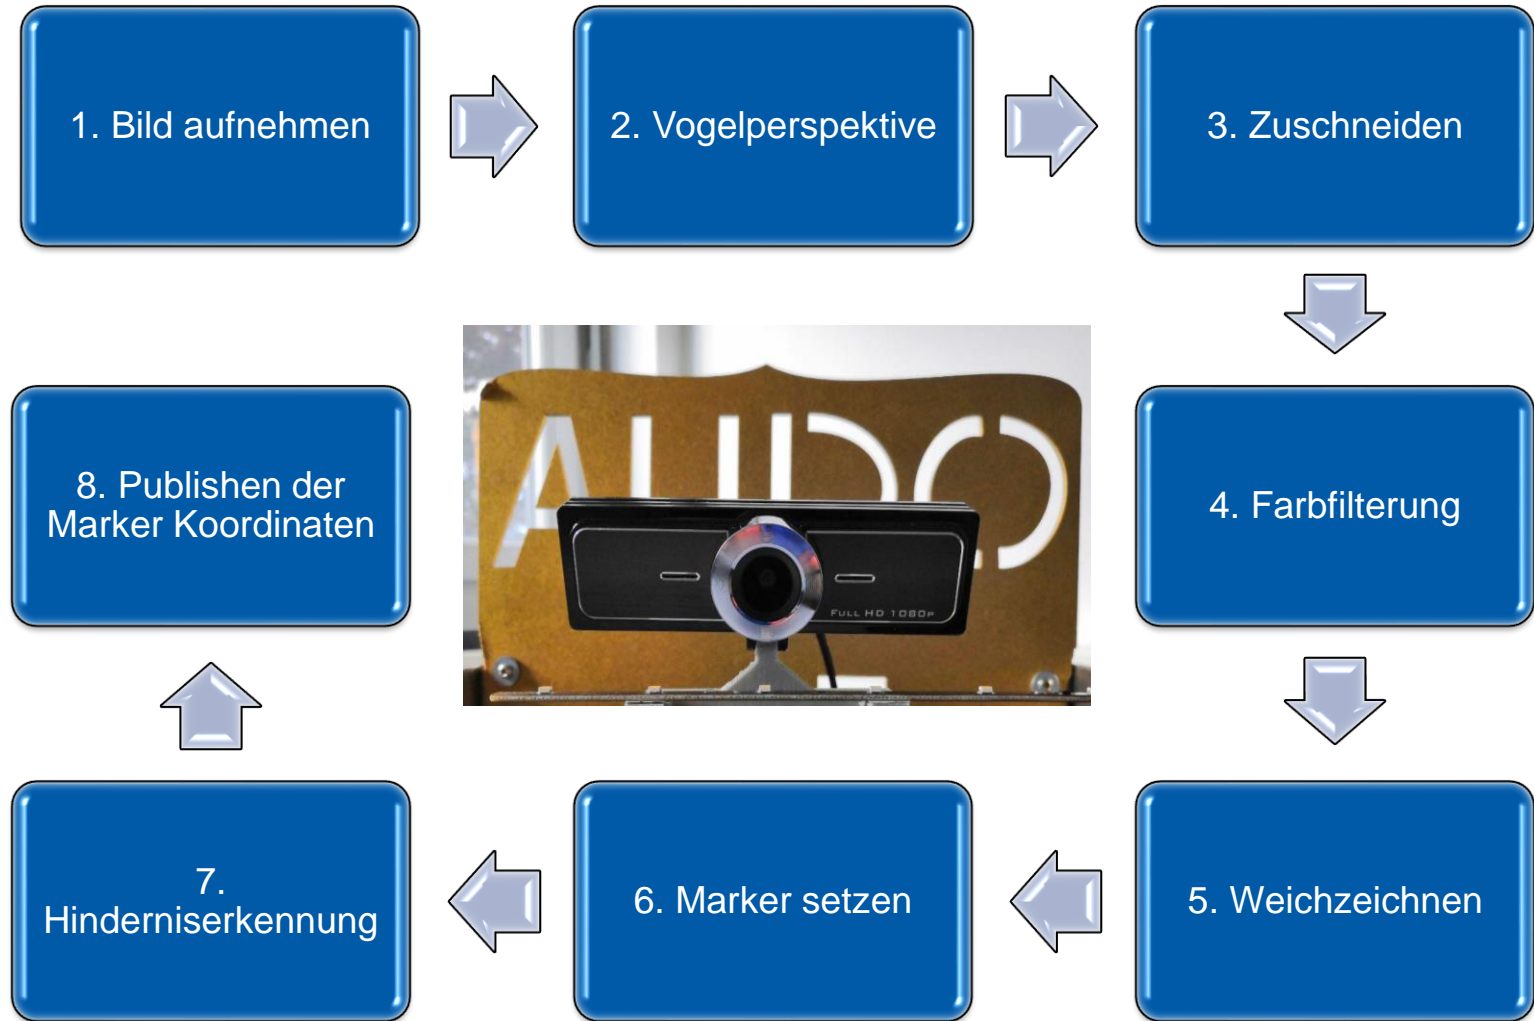 1. Bild aufnehmen
2. Vogelperspektive
3. Zuschneiden
4. Farbfilterung
5. Weichzeichnen
6. Marker setzen
7.
Hinderniserkennung
8. Publishen der
Marker Koordinaten
FULL HD 1080P